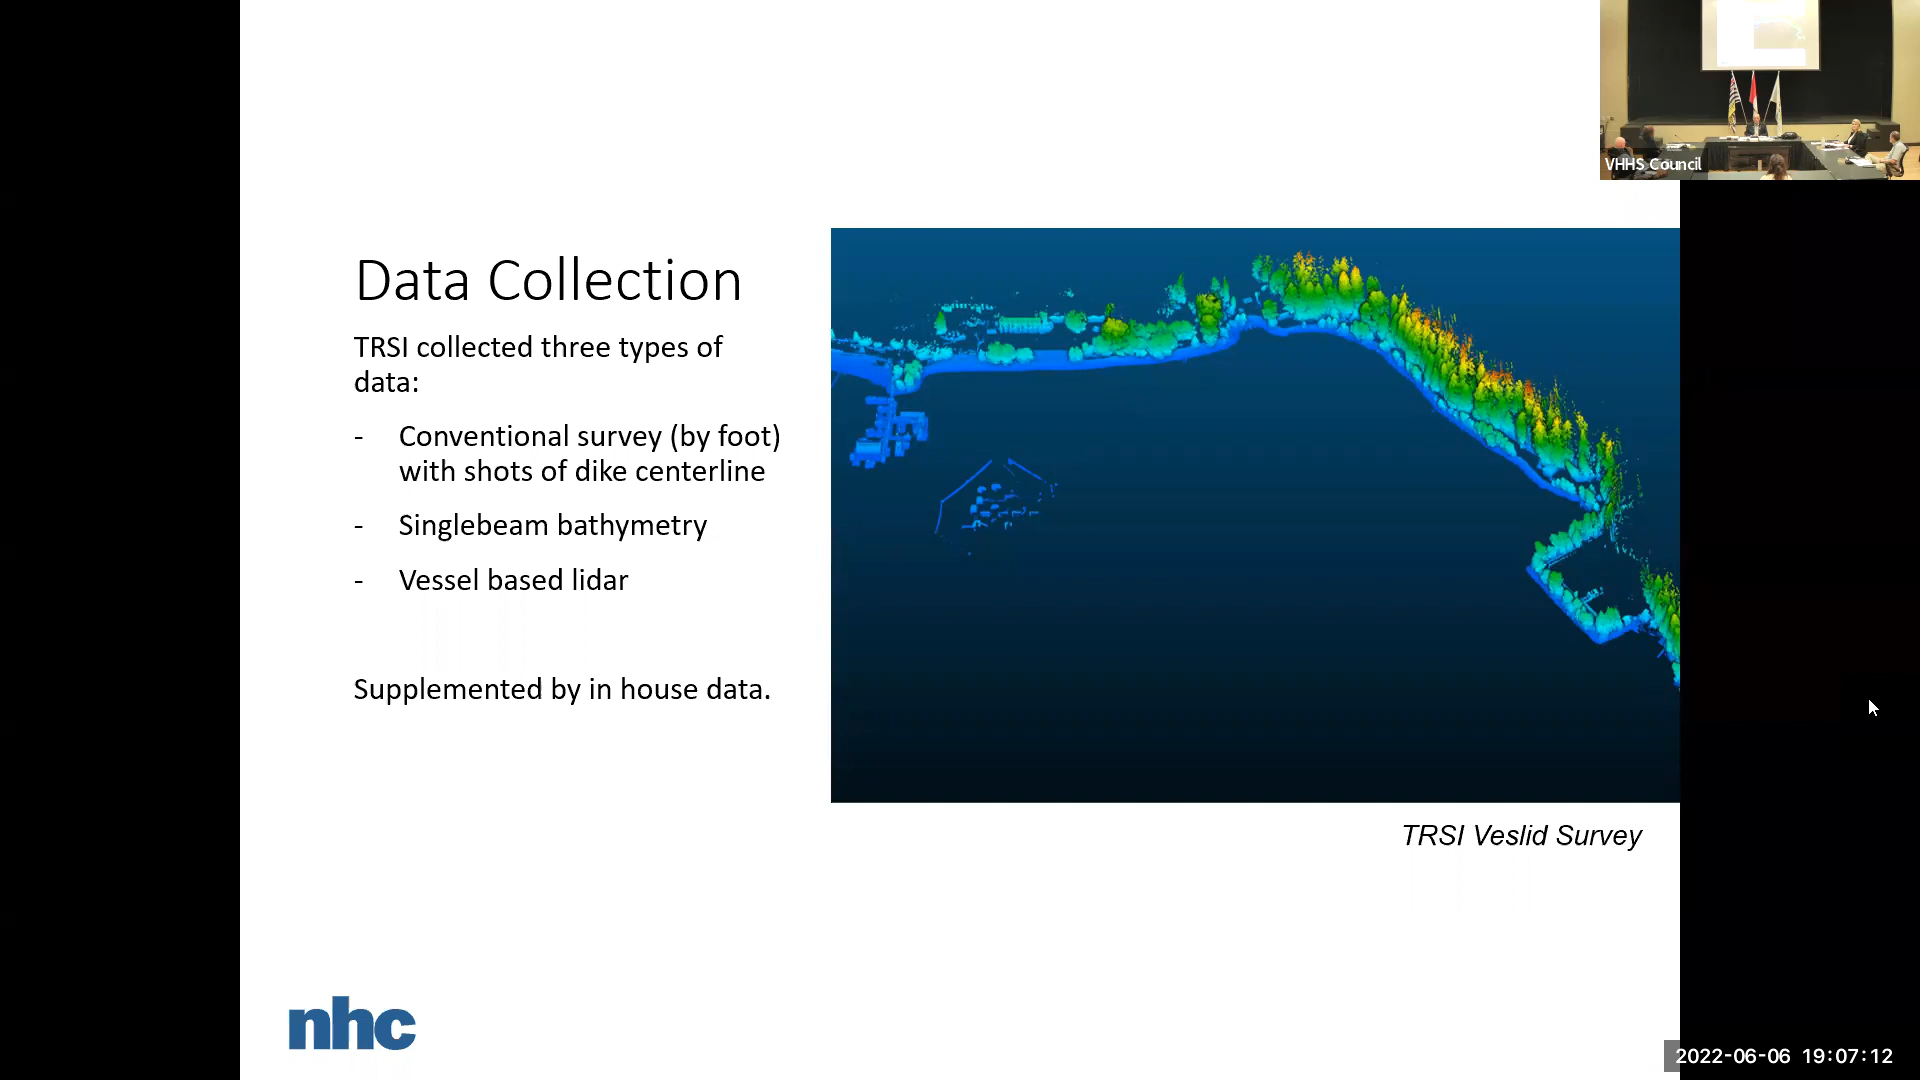 VHHS Council
Data Collection
TRSI collected three types of
data:
- Conventional survey (by foot)
with shots of dike centerline
- Singlebeam bathymetry
- Vessel based lidar
Supplemented by in house data.
TRSI Veslid Survey
nhc
2022-06-06 19:07:12